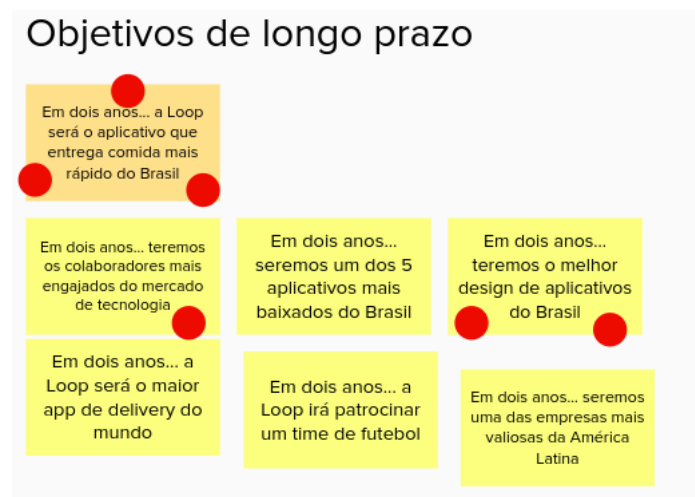 Objetivos de longo prazo
Em dois anos... a Loop
será o aplicativo que
entrega comida mais
rápido do Brasil
Em dois anos... teremos
os colaboradores mais
engajados do mercado
de tecnologia
Em dois anos...
seremos um dos 5
aplicativos mais
baixados do Brasil
Em dois anos...
teremos o melhor
design de aplicativos
do Brasil
Em dois anos... a
Loop será o maior
app de delivery do
mundo
Em dois anos... a
Loop irá patrocinar
um time de futebol
Em dois anos... seremos
uma das empresas mais
valiosas da América
Latina